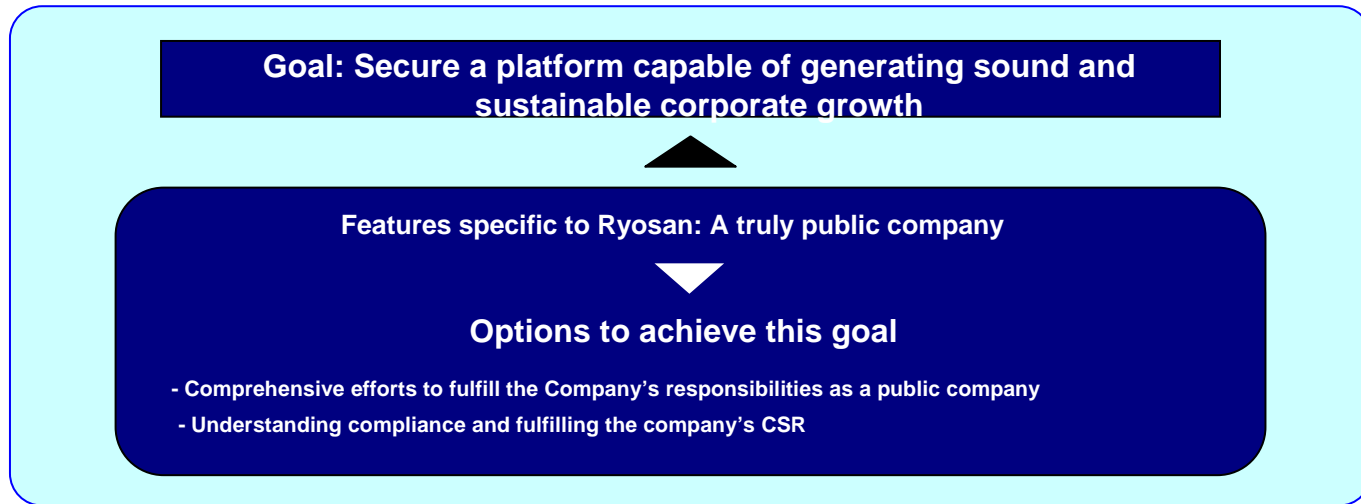 Goal: Secure a platform capable of generating sound and
sustainable corporate growth
Features specific to Ryosan: A truly public company
Options to achieve this goal
- Comprehensive efforts to fulfill the Company’s responsibilities as a public company
- Understanding compliance and fulfilling the company’s CSR